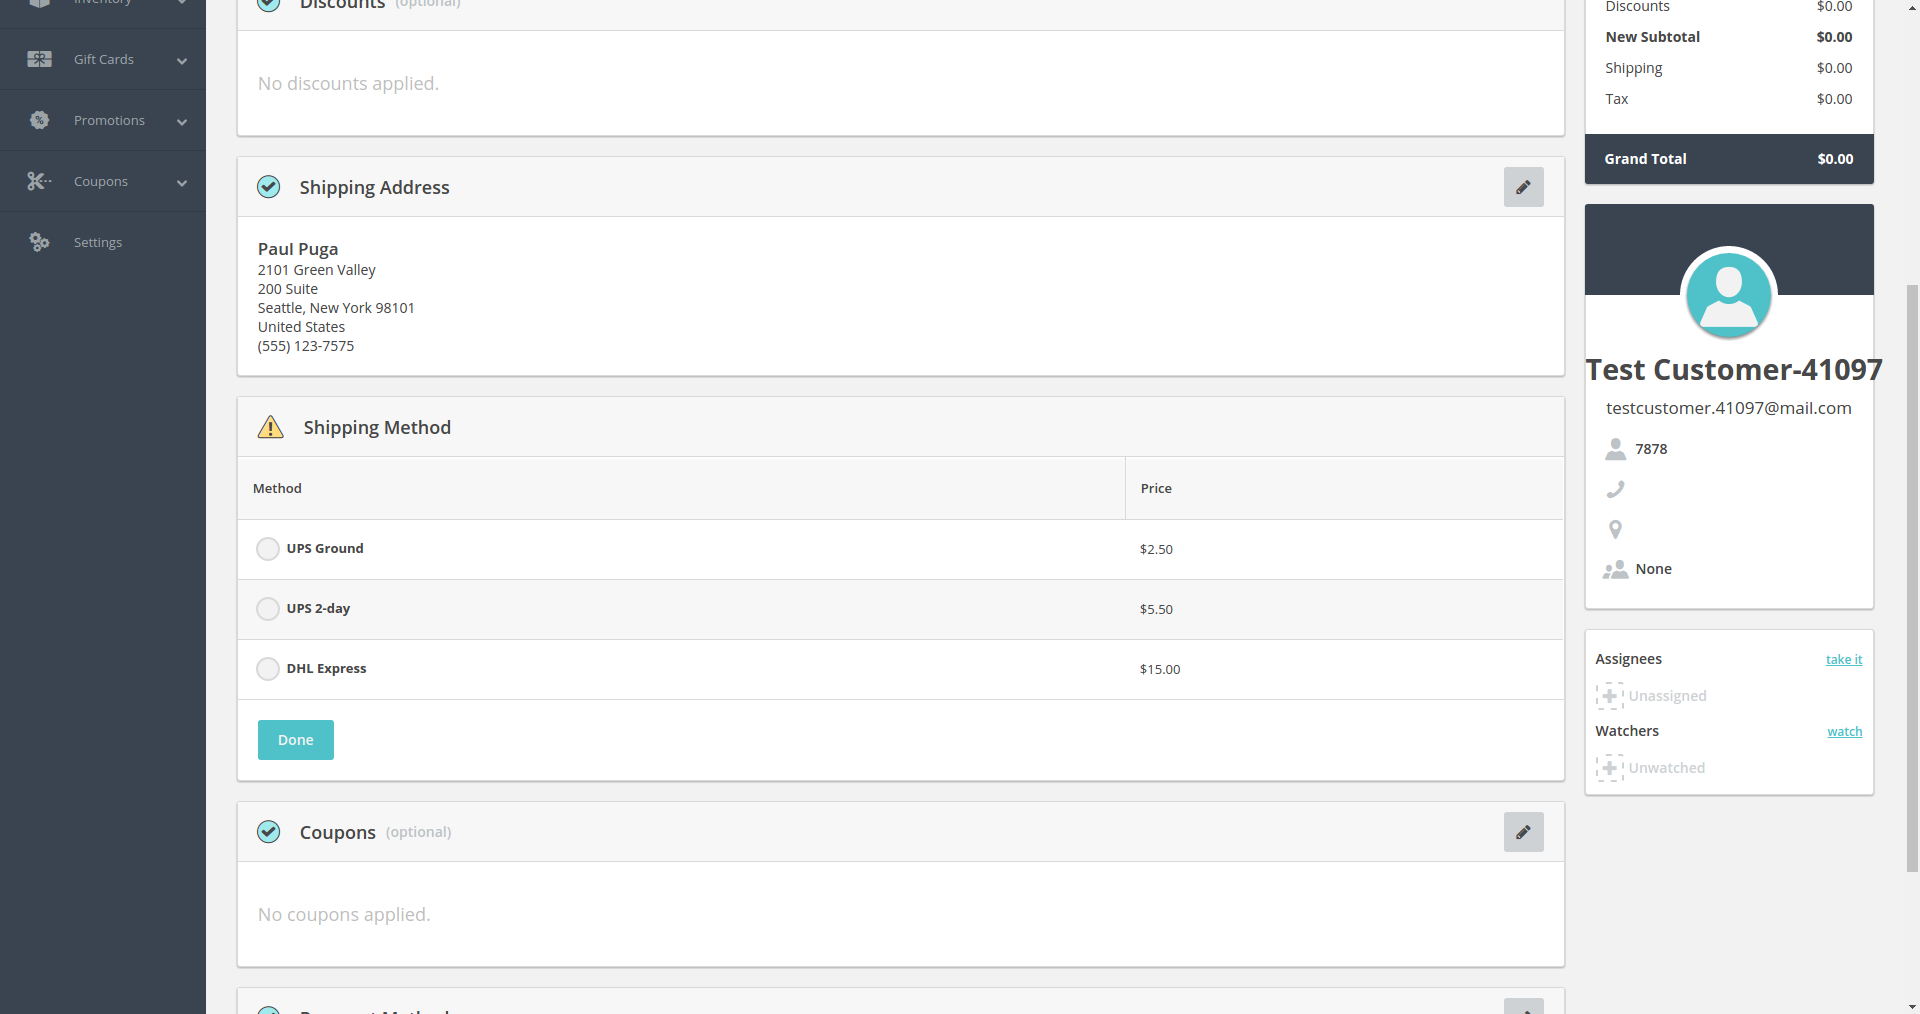 Inventory
Gift Cards
Promotions
Coupons
Settings
Discounts (optional)
No discounts applied.
Shipping Address
Paul Puga
2101 Green Valley
200 Suite
Seattle, New York 98101
United States
(555) 123-7575
Shipping Method
Method Price
UPS Ground $2.50
UPS 2-day $5.50
DHL Express $15.00
Done
Coupons (optional)
No coupons applied.
Payment Method
Discounts $0.00
New Subtotal $0.00
Shipping $0.00
Tax $0.00
Grand Total $0.00
Test Customer-41097
testcustomer.41097@mail.com
7878
None
Assignees take it
Unassigned
Watchers watch
Unwatched